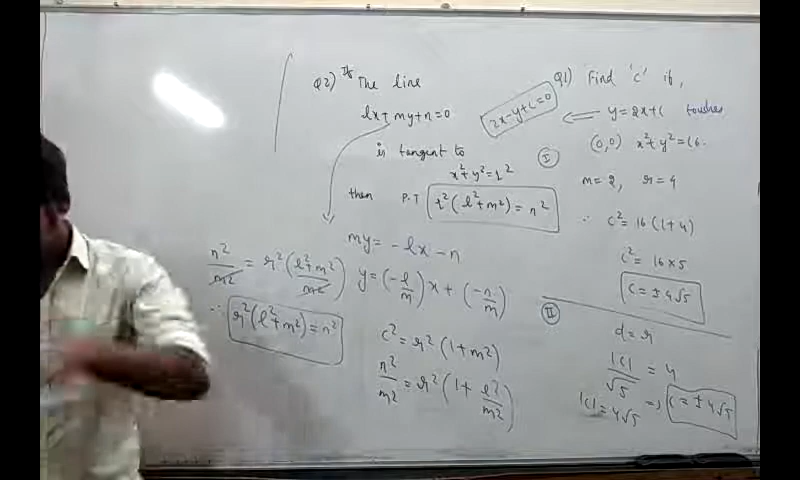 Q2) If The line
lx + my + n = 0
is tangent to
x² + y² = r²
then P.T r²(l² + m²) = n²
my = -lx - n
y = (-l/m) x + (-n/m)
c² = r²(1 + m²)
n²/m² = r²(1 + l²/m²)
n²/m² = r²(l² + m²/m²)
∴ r²(l² + m²) = n²
Q1) Find 'c' if,
2x - y + c = 0 ⇐ y = 2x + c touches
(0,0) x² + y² = 16.
I
m = 2, r = 4
∴ c² = 16(1 + 4)
c² = 16 × 5
c = ±4√5
II
d = r
|c|/√5 = 4
|c| = 4√5 ⇒ c = ±4√5